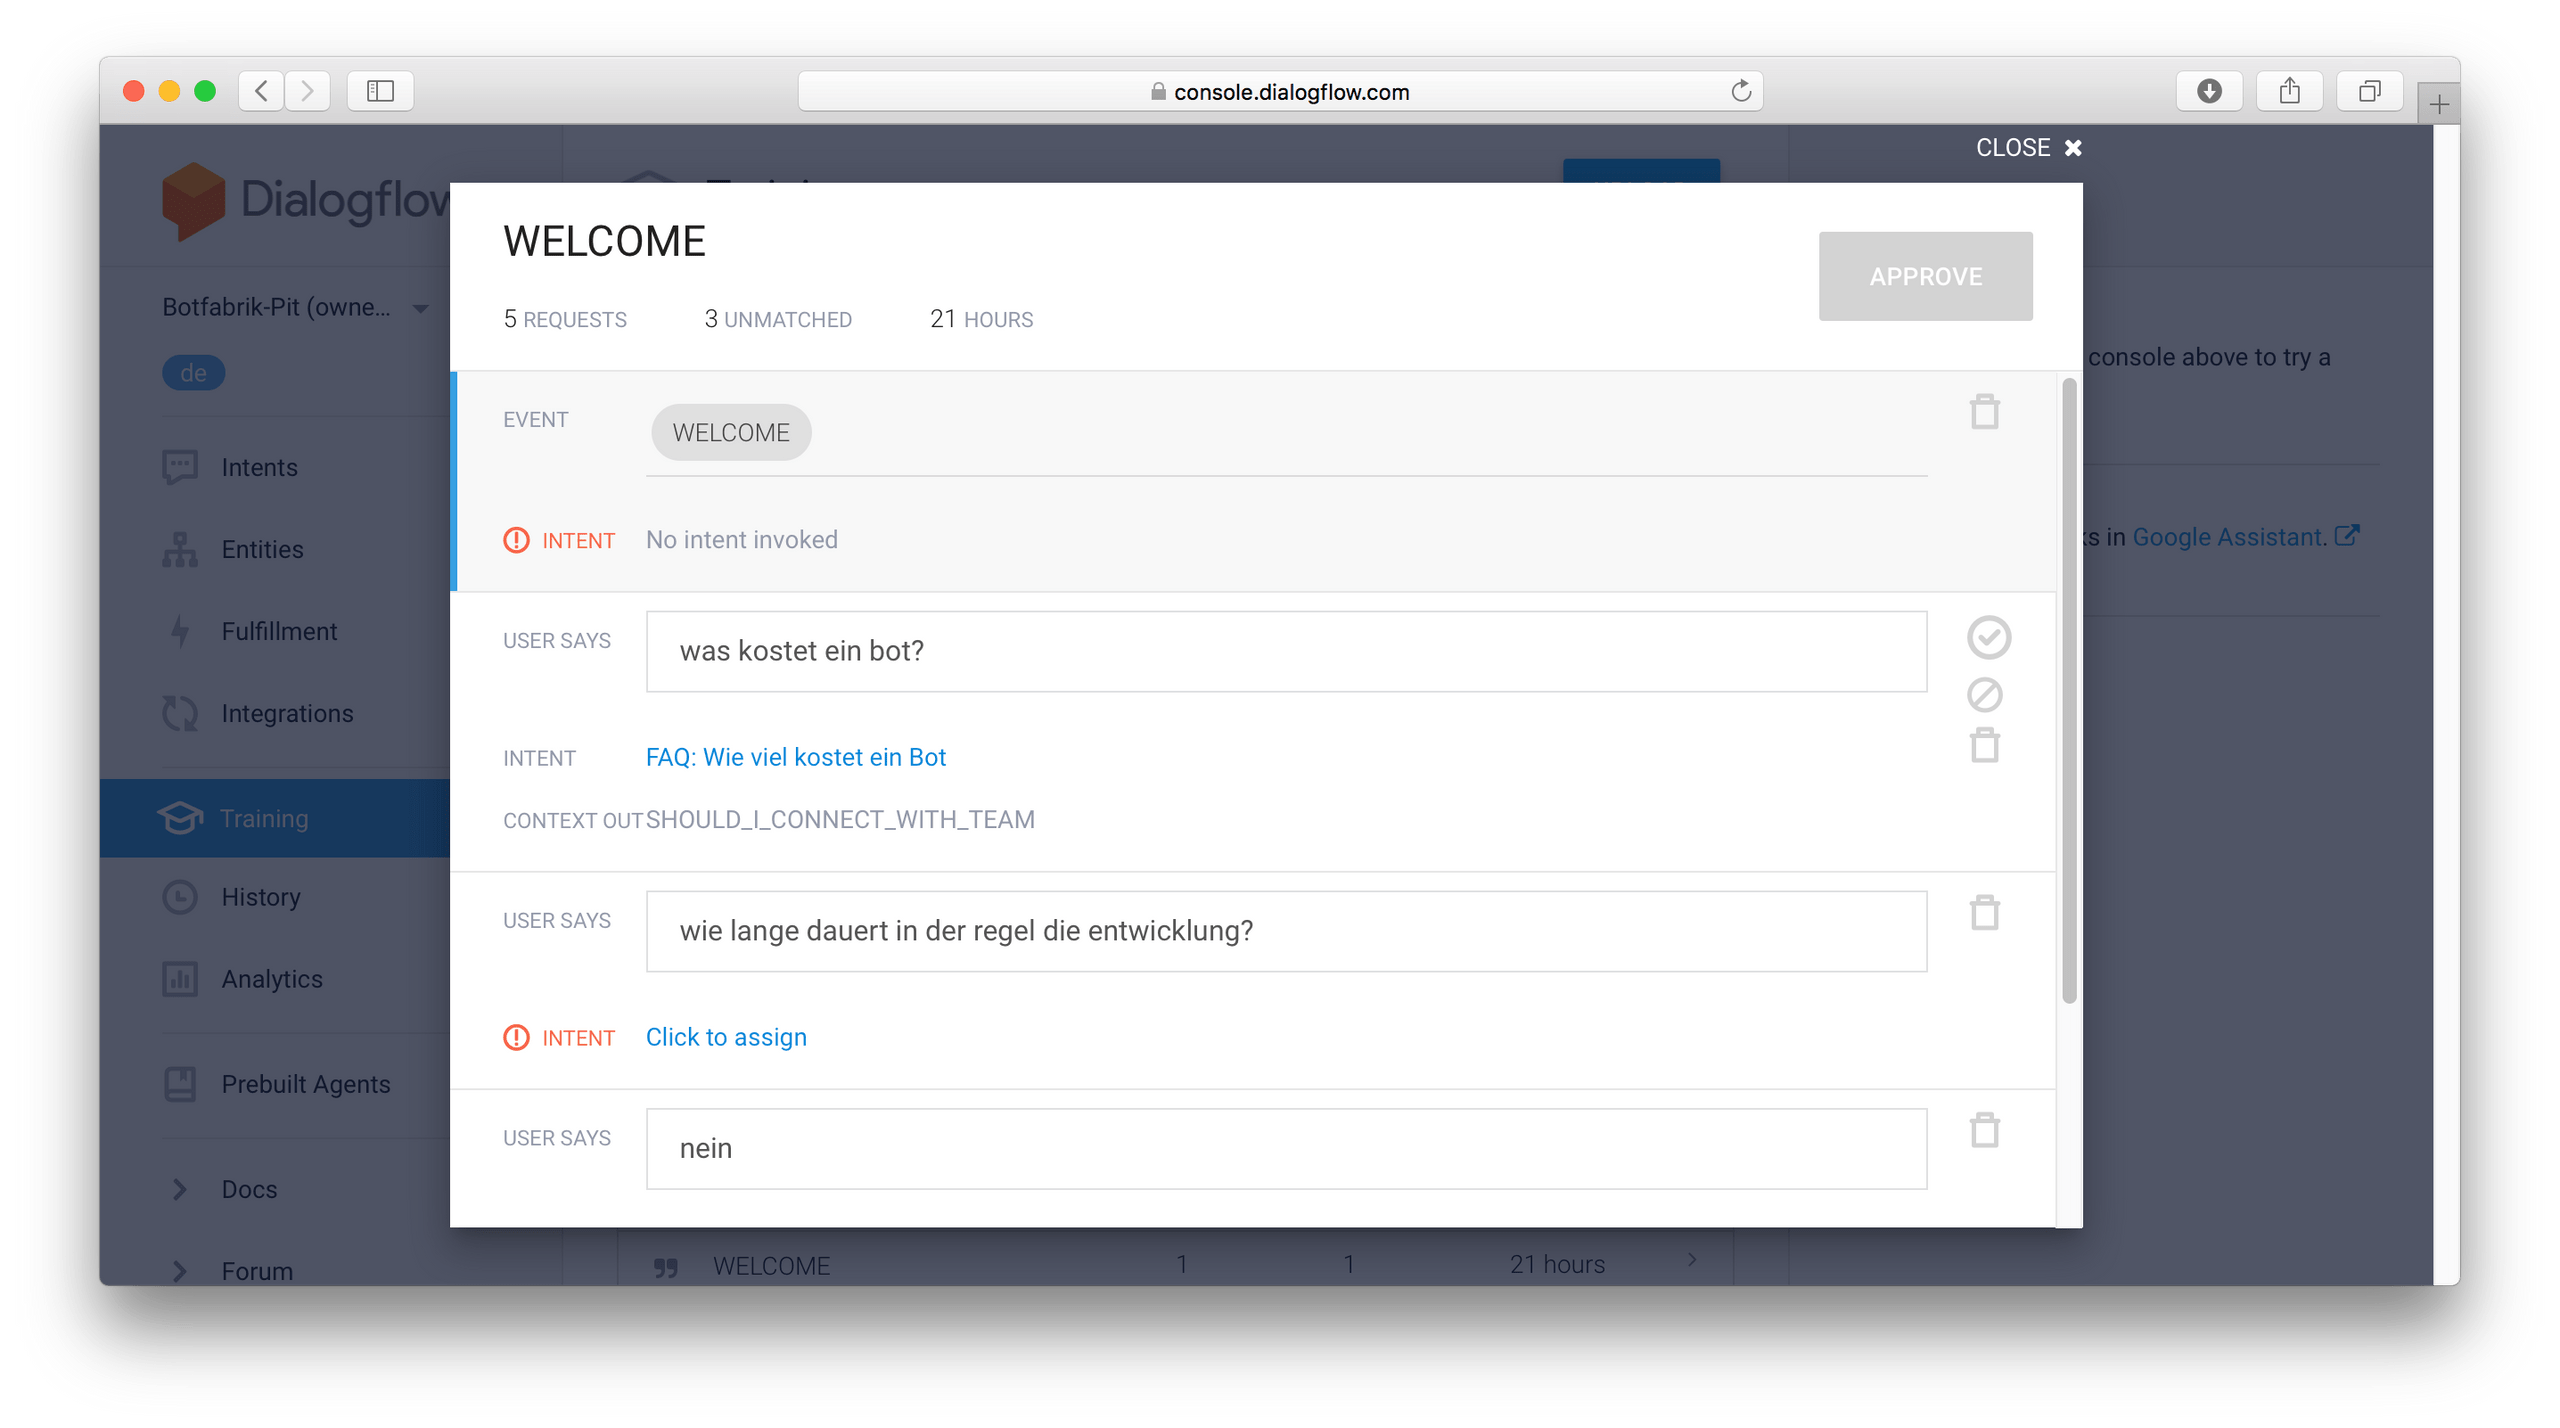 console.dialogflow.com
CLOSE
Dialogflow
WELCOME
APPROVE
5 REQUESTS 3 UNMATCHED 21 HOURS
Botfabrik-Pit (owne...
de
Intents
Entities
Fulfillment
Integrations
Training
History
Analytics
Prebuilt Agents
Docs
Forum
EVENT WELCOME
INTENT No intent invoked
USER SAYS was kostet ein bot?
INTENT FAQ: Wie viel kostet ein Bot
CONTEXT OUT SHOULD_I_CONNECT_WITH_TEAM
USER SAYS wie lange dauert in der regel die entwicklung?
INTENT Click to assign
USER SAYS nein
WELCOME 1 1 21 hours
console above to try a
in Google Assistant.